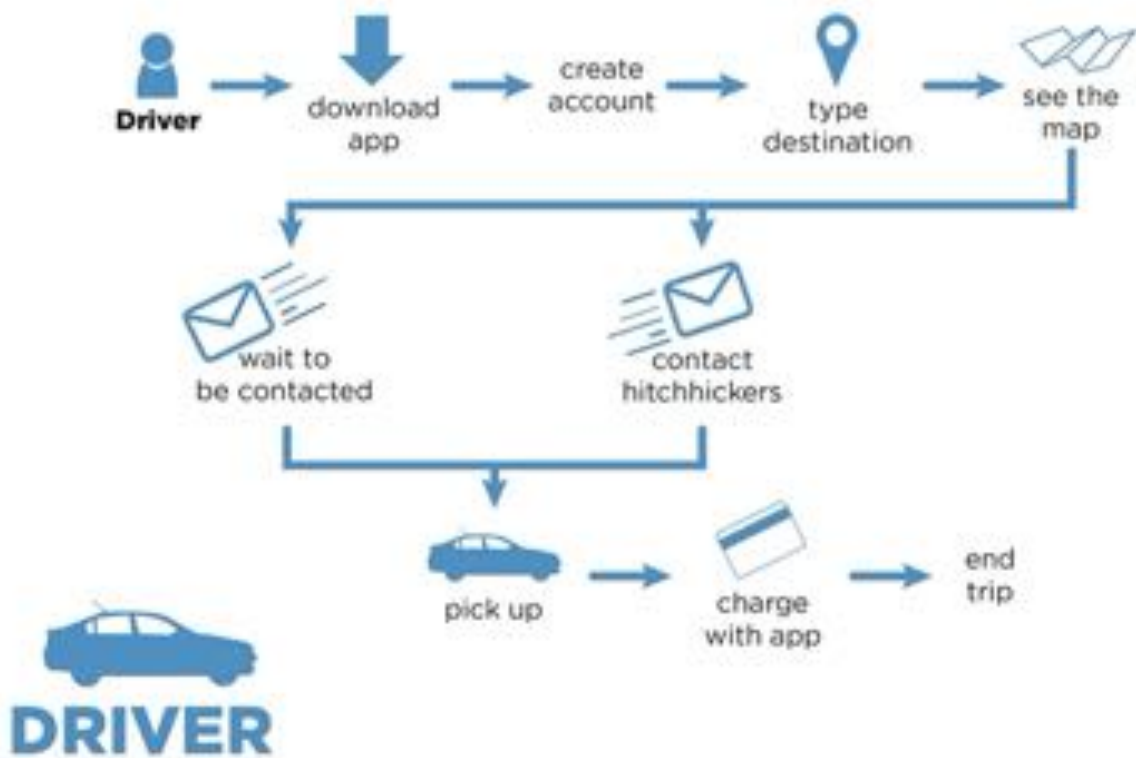 Driver
download
app
create
account
type
destination
see the
map
wait to
be contacted
contact
hitchhickers
pick up
charge
with app
end
trip
DRIVER